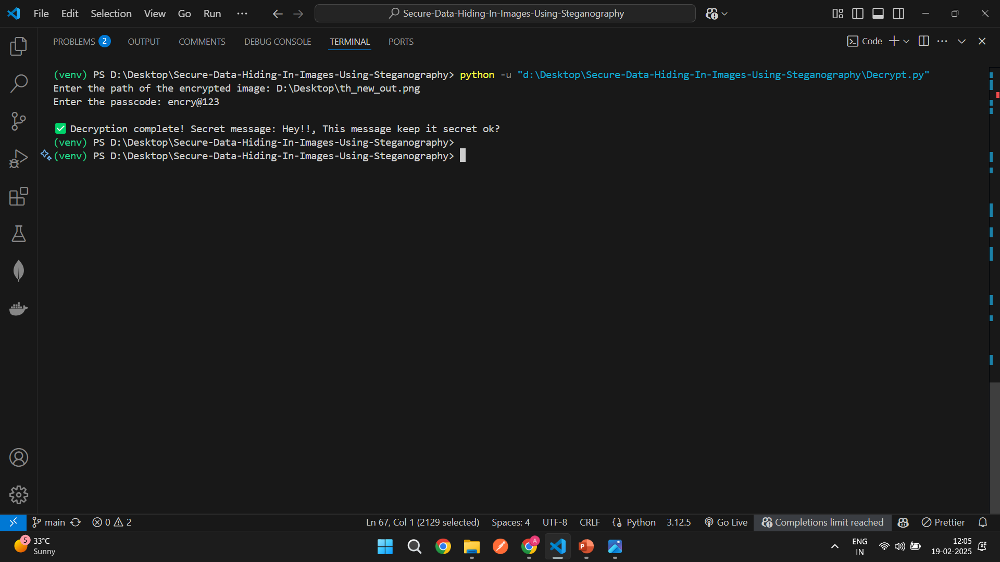 File Edit Selection View Go Run ··· Secure-Data-Hiding-In-Images-Using-Steganography
PROBLEMS 2 OUTPUT COMMENTS DEBUG CONSOLE TERMINAL PORTS Code
(venv) PS D:\Desktop\Secure-Data-Hiding-In-Images-Using-Steganography> python -u "d:\Desktop\Secure-Data-Hiding-In-Images-Using-Steganography\Decrypt.py"
Enter the path of the encrypted image: D:\Desktop\th_new_out.png
Enter the passcode: encry@123
✅ Decryption complete! Secret message: Hey!!, This message keep it secret ok?
(venv) PS D:\Desktop\Secure-Data-Hiding-In-Images-Using-Steganography>
(venv) PS D:\Desktop\Secure-Data-Hiding-In-Images-Using-Steganography>
main 0 2 Ln 67, Col 1 (2129 selected) Spaces: 4 UTF-8 CRLF Python 3.12.5 Go Live Completions limit reached Prettier
5 33°C A P ENG 12:05
Sunny IN 19-02-2025